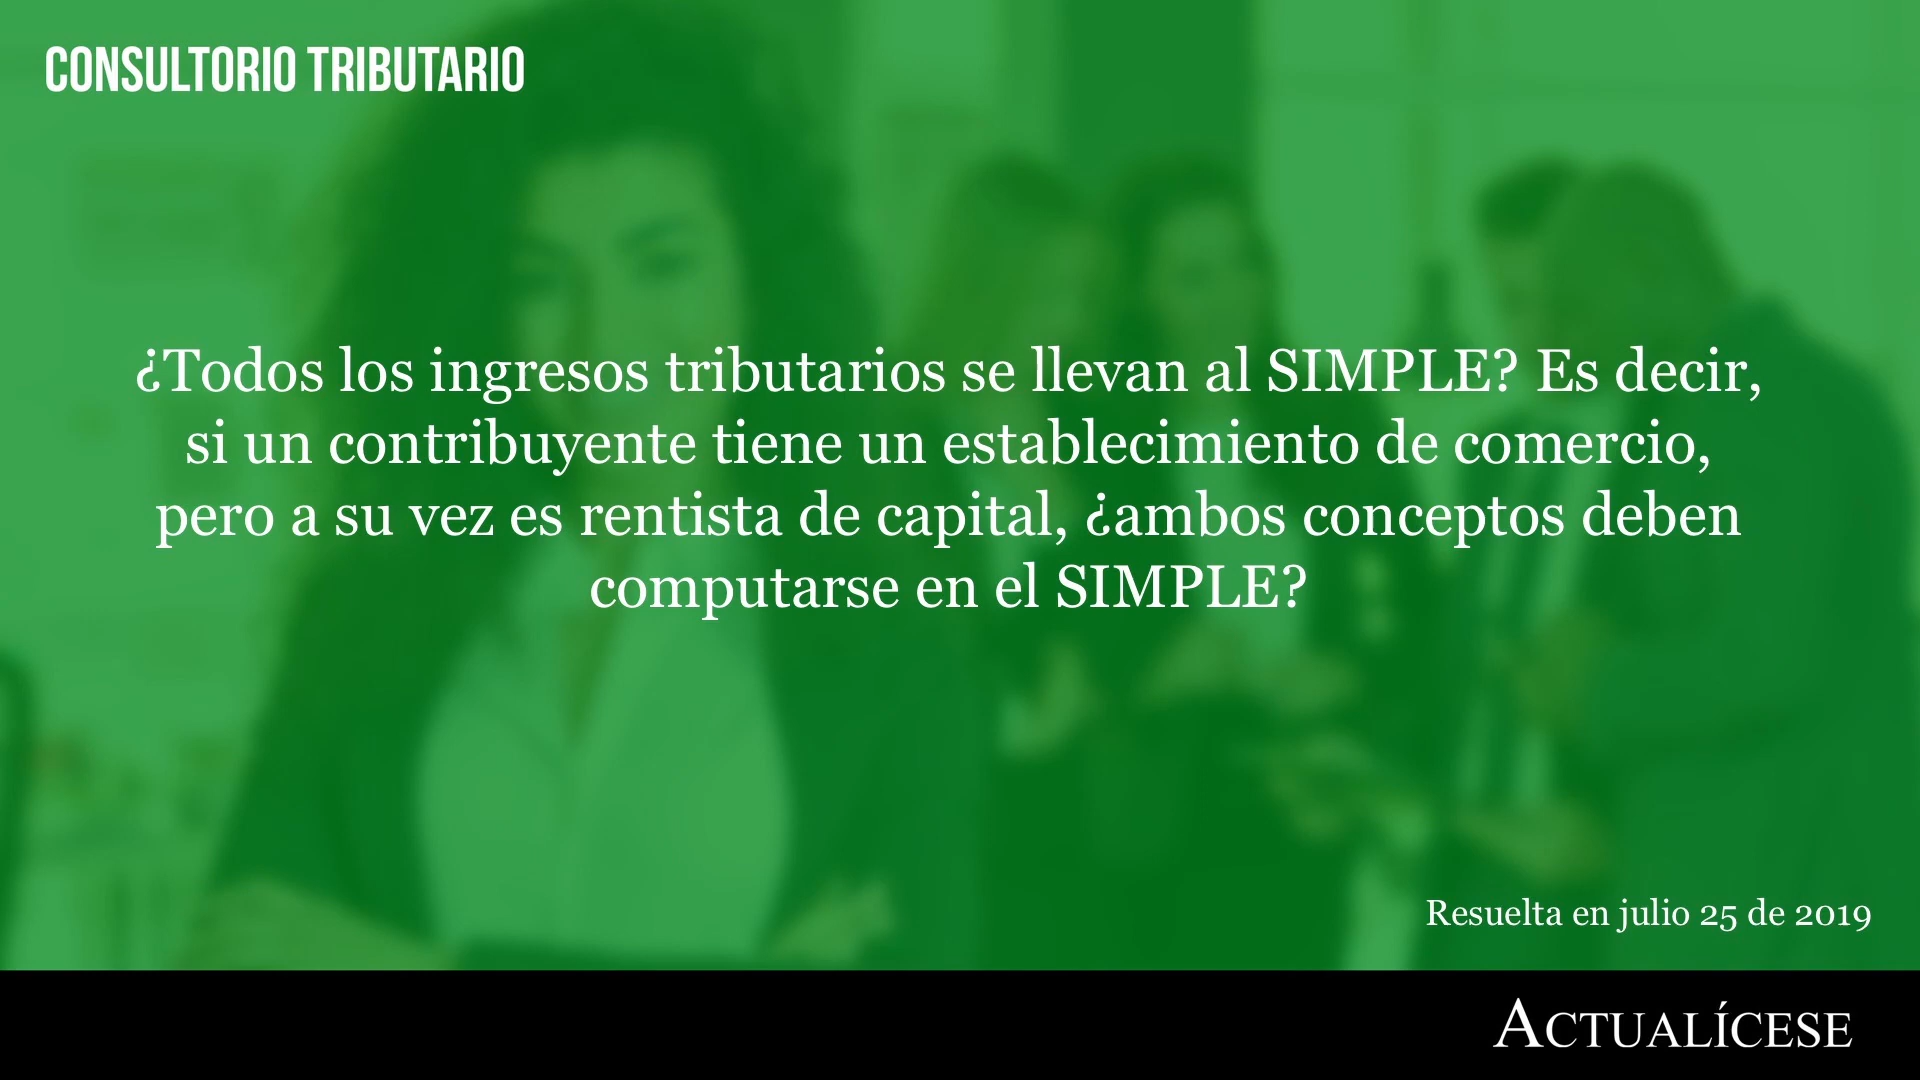 CONSULTORIO TRIBUTARIO
¿Todos los ingresos tributarios se llevan al SIMPLE? Es decir,
si un contribuyente tiene un establecimiento de comercio,
pero a su vez es rentista de capital, ¿ambos conceptos deben
computarse en el SIMPLE?
Resuelta en julio 25 de 2019
ACTUALÍCESE